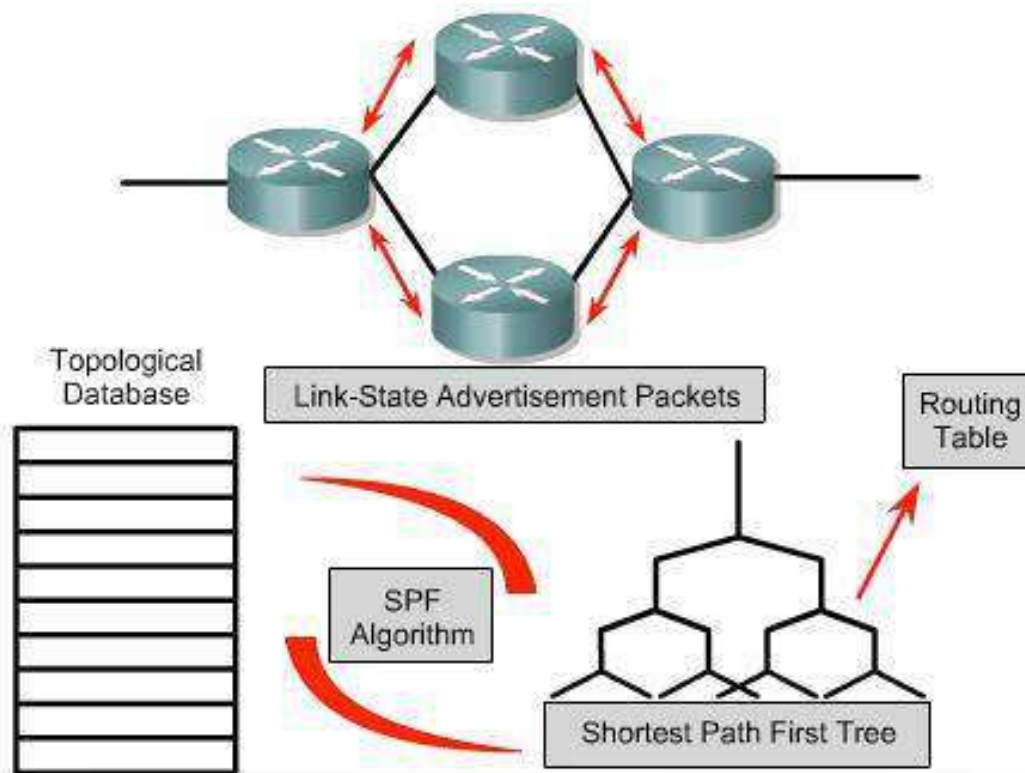 Topological
Database
Link-State Advertisement Packets
Routing
Table
SPF
Algorithm
Shortest Path First Tree